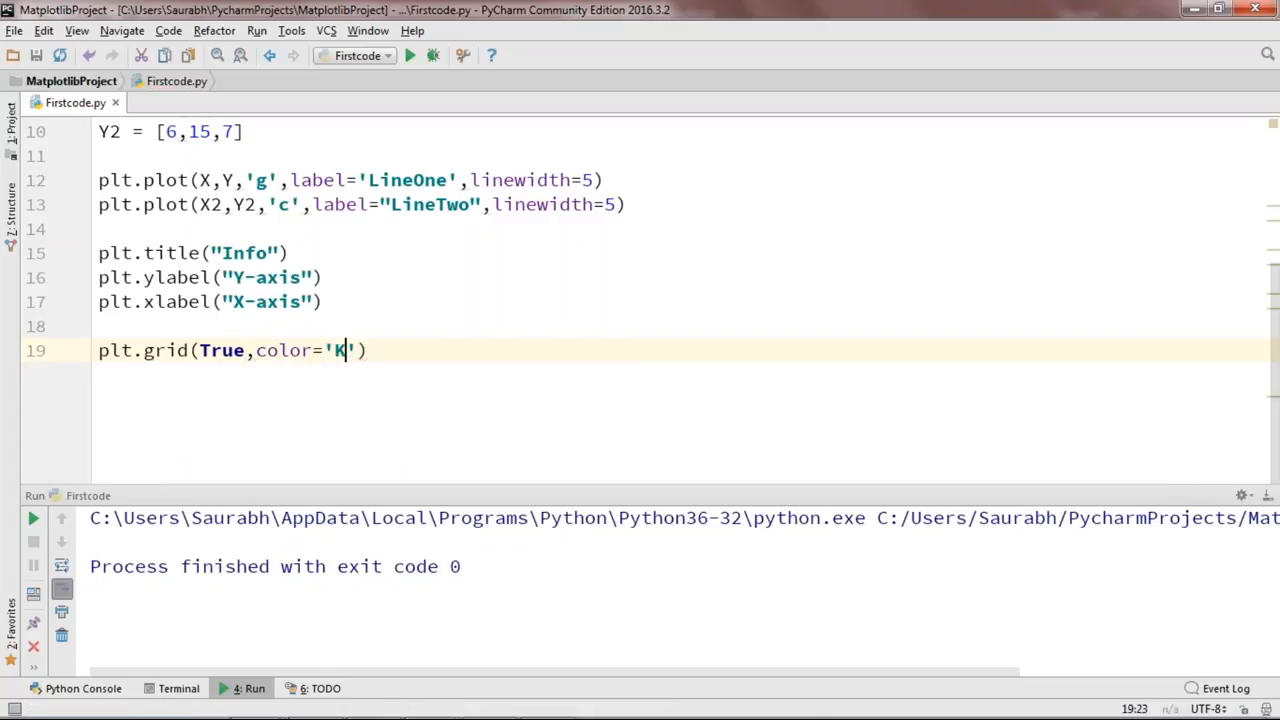 MatplotlibProject - [C:\Users\Saurabh\PycharmProjects\MatplotlibProject] - ...\Firstcode.py - PyCharm Community Edition 2016.3.2
File Edit View Navigate Code Refactor Run Tools VCS Window Help
Firstcode
MatplotlibProject Firstcode.py
Firstcode.py
1: Project
Z: Structure
2: Favorites
10 Y2 = [6,15,7]
11
12 plt.plot(X,Y,'g',label='LineOne',linewidth=5)
13 plt.plot(X2,Y2,'c',label="LineTwo",linewidth=5)
14
15 plt.title("Info")
16 plt.ylabel("Y-axis")
17 plt.xlabel("X-axis")
18
19 plt.grid(True,color='K')
Run Firstcode
C:\Users\Saurabh\AppData\Local\Programs\Python\Python36-32\python.exe C:/Users/Saurabh/PycharmProjects/Mat
Process finished with exit code 0
Python Console Terminal 4: Run 6: TODO Event Log
19:23 n/a UTF-8